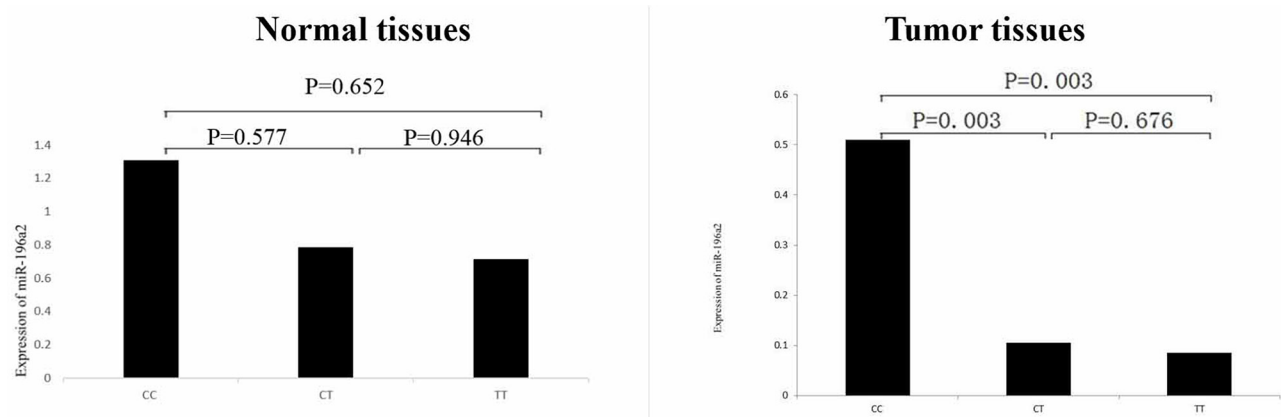 Normal tissues
P=0.652
P=0.577
P=0.946
Expression of miR-196a2
1.4
1.2
1
0.8
0.6
0.4
0.2
0
CC
CT
TT
Tumor tissues
P=0.003
P=0.003
P=0.676
Expression of miR-196a2
0.6
0.5
0.4
0.3
0.2
0.1
0
CC
CT
TT